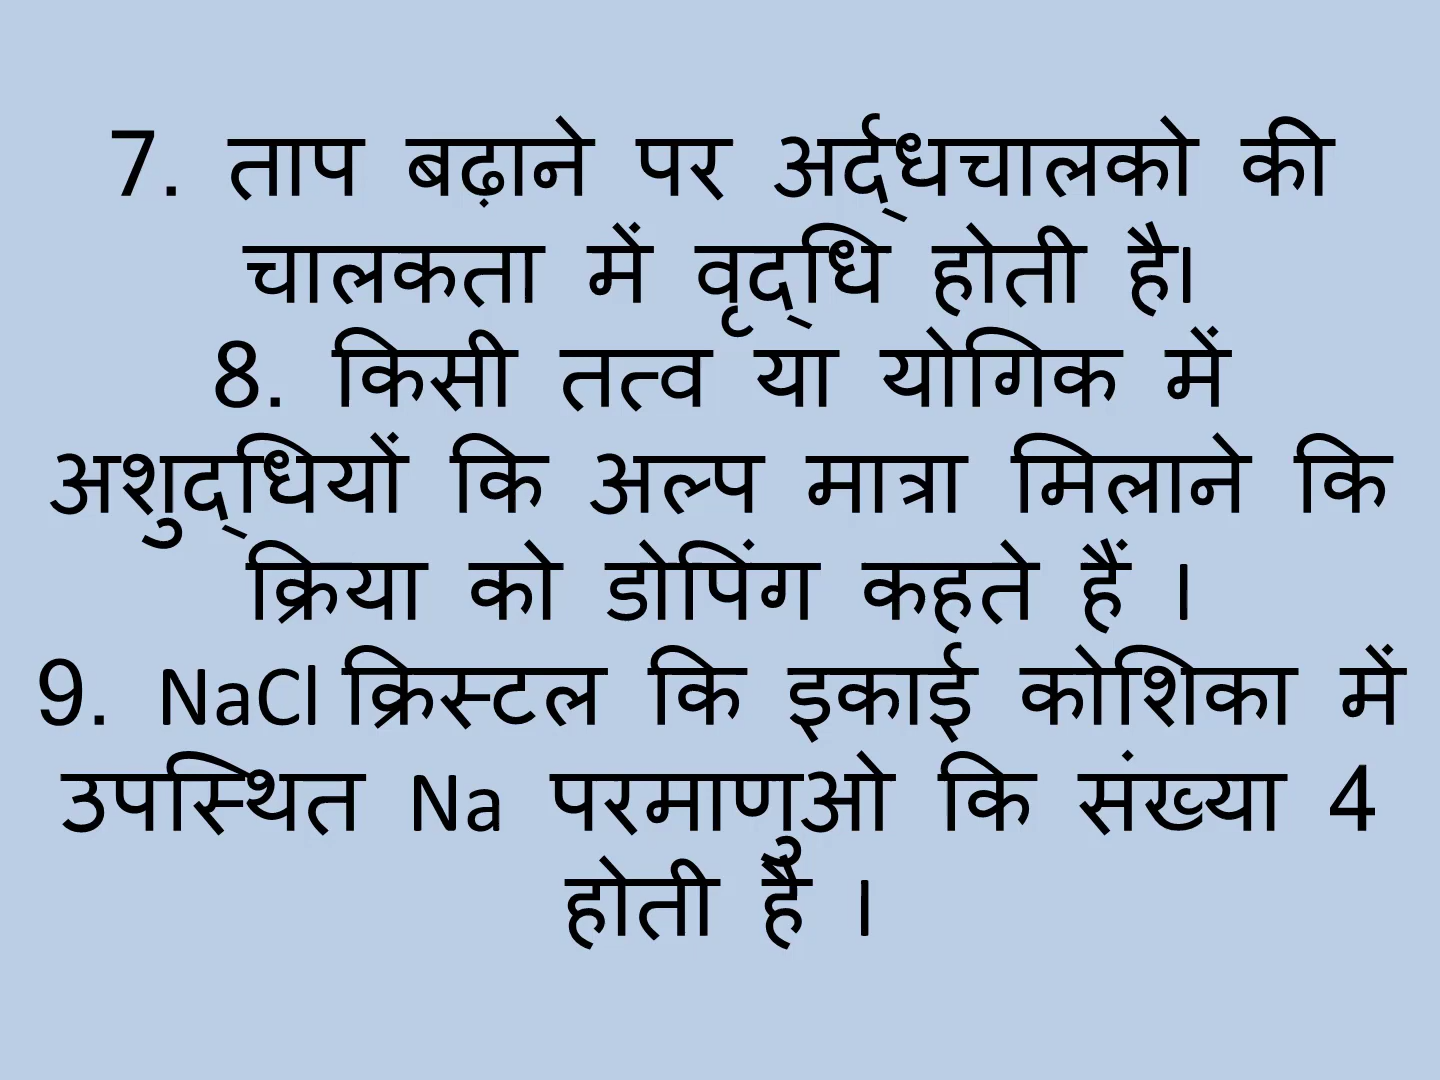 7. ताप बढ़ाने पर अर्द्धचालको की
चालकता में वृद्धि होती है।
8. किसी तत्व या योगिक में
अशुद्धियों कि अल्प मात्रा मिलाने कि
क्रिया को डोपिंग कहते हैं ।
9. NaCl क्रिस्टल कि इकाई कोशिका में
उपस्थित Na परमाणुओ कि संख्या 4
होती है ।